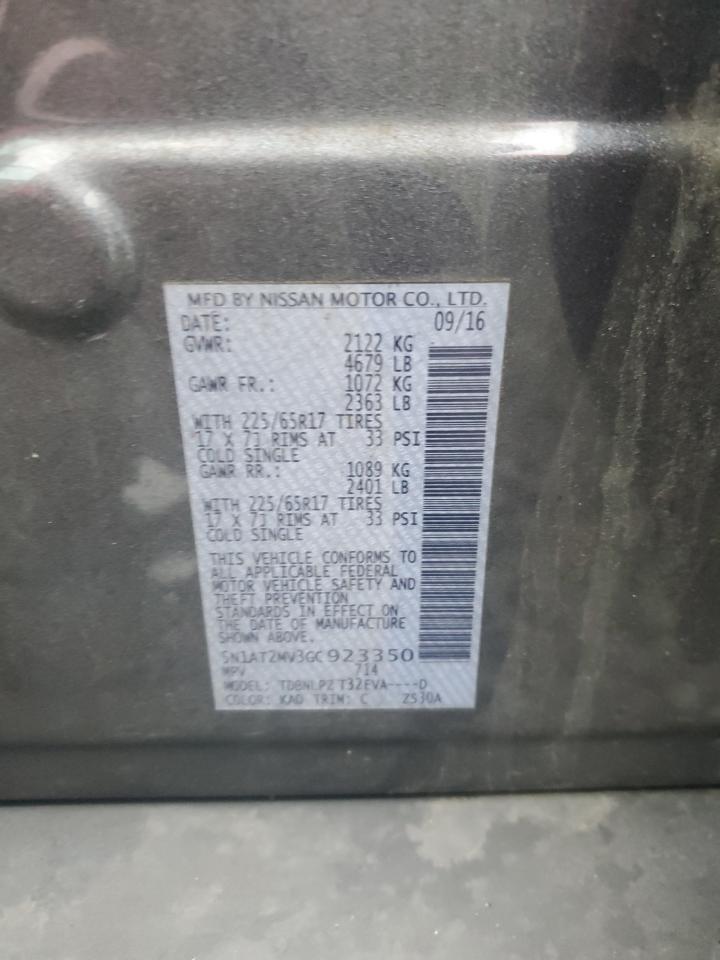 MFD BY NISSAN MOTOR CO., LTD.
DATE: 09/16
GVWR: 2122 KG
4679 LB
GAWR FR.: 1072 KG
2363 LB
WITH 225/65R17 TIRES
17 X 7J RIMS AT 33 PSI
COLD SINGLE
GAWR RR.: 1089 KG
2401 LB
WITH 225/65R17 TIRES
17 X 7J RIMS AT 33 PSI
COLD SINGLE
THIS VEHICLE CONFORMS TO
ALL APPLICABLE FEDERAL
MOTOR VEHICLE SAFETY AND
THEFT PREVENTION
STANDARDS IN EFFECT ON
THE DATE OF MANUFACTURE
SHOWN ABOVE.
5N1AT2MV3GC923350
MPV 714
MODEL: TDBNLPZ T32EVA----D
COLOR: KAD TRIM: C Z530A